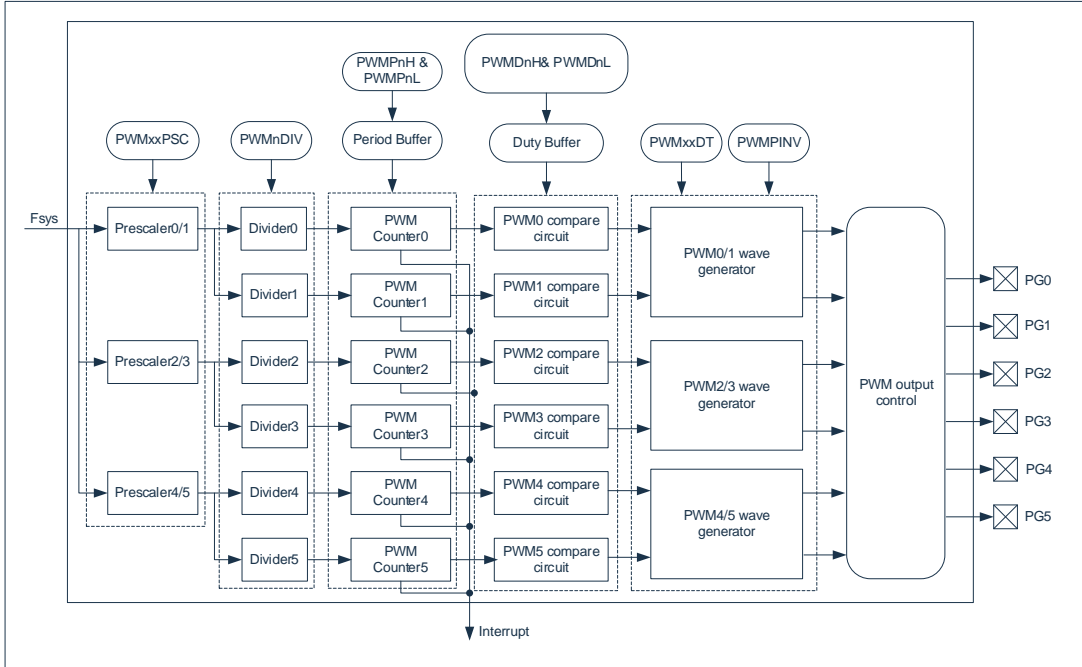 PWMPnH &
PWMPnL
PWMDnH& PWMDnL
PWMxxPSC
PWMnDIV
Period Buffer
Duty Buffer
PWMxxDT
PWMPINV
Fsys
Prescaler0/1
Divider0
PWM
Counter0
PWM0 compare
circuit
PWM0/1 wave
generator
Divider1
PWM
Counter1
PWM1 compare
circuit
Prescaler2/3
Divider2
PWM
Counter2
PWM2 compare
circuit
PWM2/3 wave
generator
Divider3
PWM
Counter3
PWM3 compare
circuit
Prescaler4/5
Divider4
PWM
Counter4
PWM4 compare
circuit
PWM4/5 wave
generator
Divider5
PWM
Counter5
PWM5 compare
circuit
PWM output
control
PG0
PG1
PG2
PG3
PG4
PG5
Interrupt